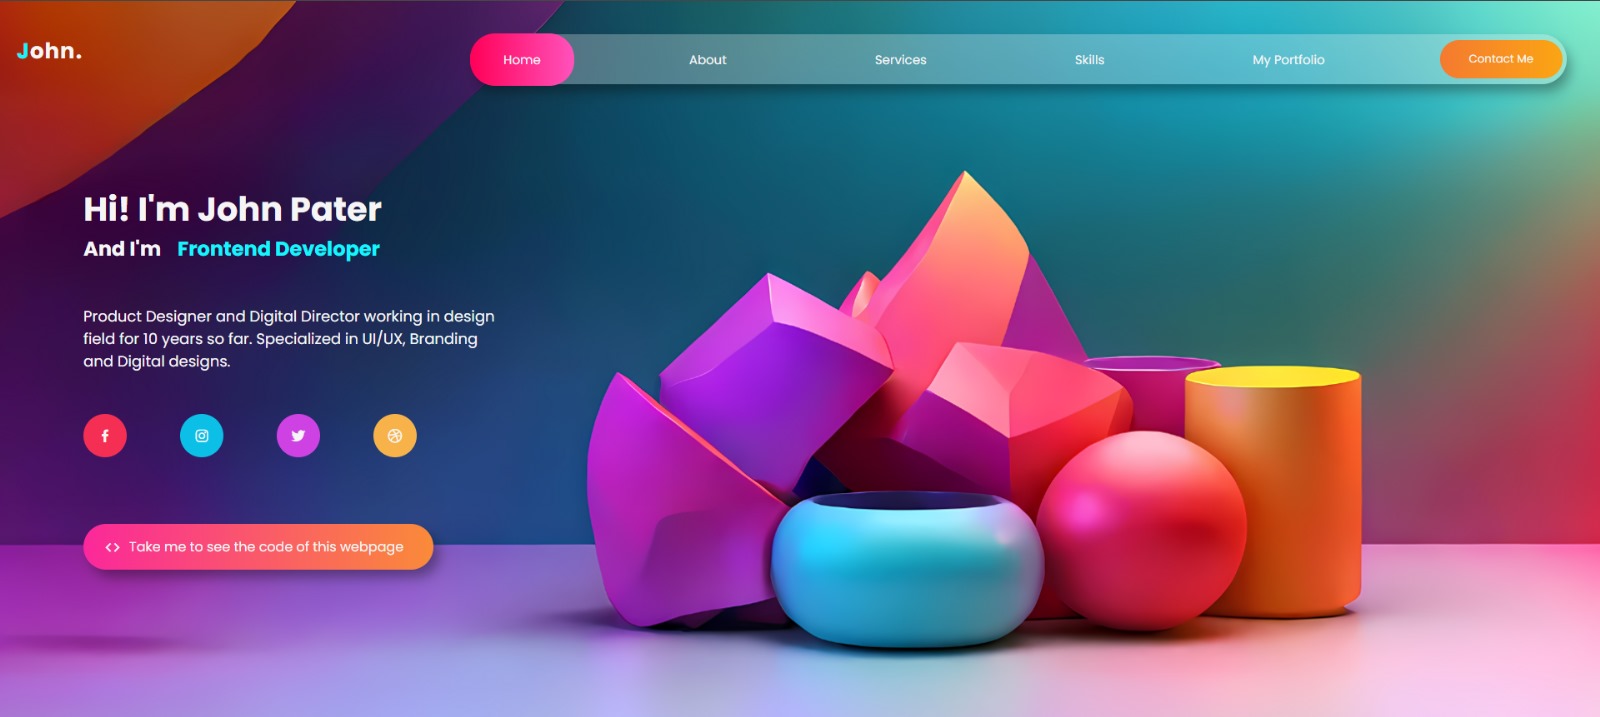 John.
Home About Services Skills My Portfolio Contact Me
Hi! I'm John Pater
And I'm Frontend Developer
Product Designer and Digital Director working in design
field for 10 years so far. Specialized in UI/UX, Branding
and Digital designs.
Take me to see the code of this webpage